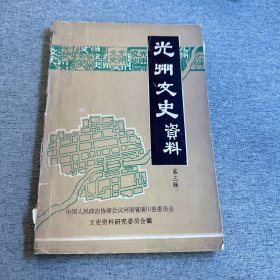 光州文史
資料
第三辑
中国人民政治协商会议河南省潢川县委员会
文史资料研究委员会编